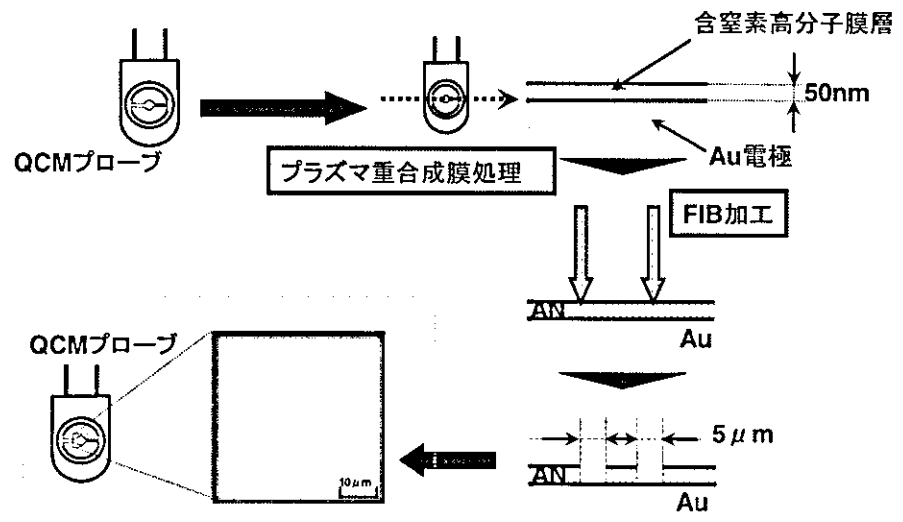 含窒素高分子膜層
50nm
QCMプローブ
Au電極
プラズマ重合成膜処理
FIB加工
AN
Au
QCMプローブ
5μm
10μm
AN
Au